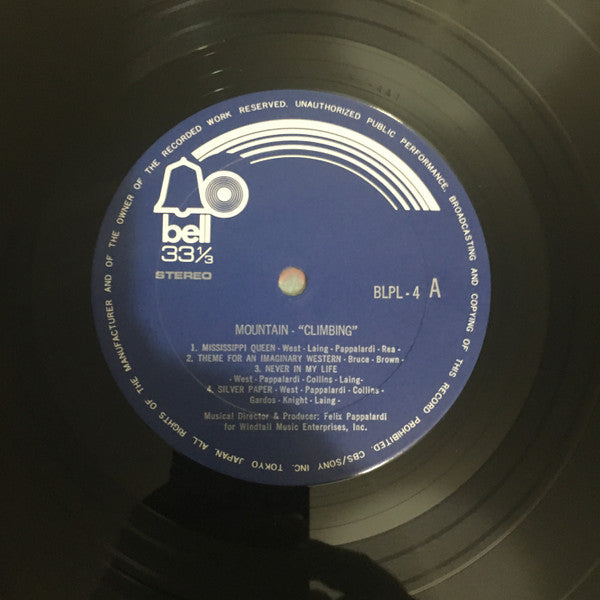 ALL RIGHTS OF THE MANUFACTURER AND OF THE OWNER OF THE RECORDED WORK RESERVED. UNAUTHORIZED PUBLIC PERFORMANCE, BROADCASTING AND COPYING OF THIS RECORD PROHIBITED. CBS/SONY INC. TOKYO JAPAN.
bell
33 1/3
STEREO
BLPL - 4 A
MOUNTAIN - "CLIMBING"
1. MISSISSIPPI QUEEN - West - Laing - Pappalardi - Rea -
2. THEME FOR AN IMAGINARY WESTERN - Bruce - Brown -
3. NEVER IN MY LIFE
- West - Pappalardi - Collins - Laing -
4. SILVER PAPER - West - Pappalardi - Collins -
Gardos - Knight - Laing -
Musical Director & Producer: Felix Pappalardi
for Windfall Music Enterprises, Inc.